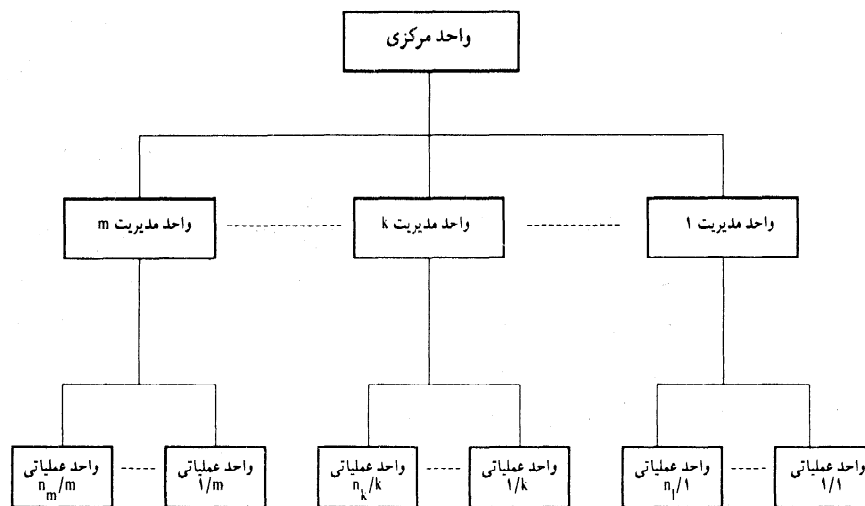 واحد مرکزی
واحد مدیریت ۱
واحد مدیریت k
واحد مدیریت m
واحد عملیاتی
۱/۱
واحد عملیاتی
n_۱/۱
واحد عملیاتی
۱/k
واحد عملیاتی
n_k/k
واحد عملیاتی
۱/m
واحد عملیاتی
n_m/m